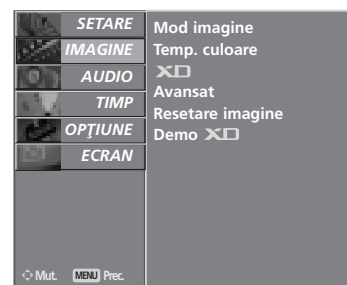 SETARE
IMAGINE
AUDIO
TIMP
OPŢIUNE
ECRAN
Mod imagine
Temp. culoare
XD
Avansat
Resetare imagine
Demo XD
Mut. MENU Prec.